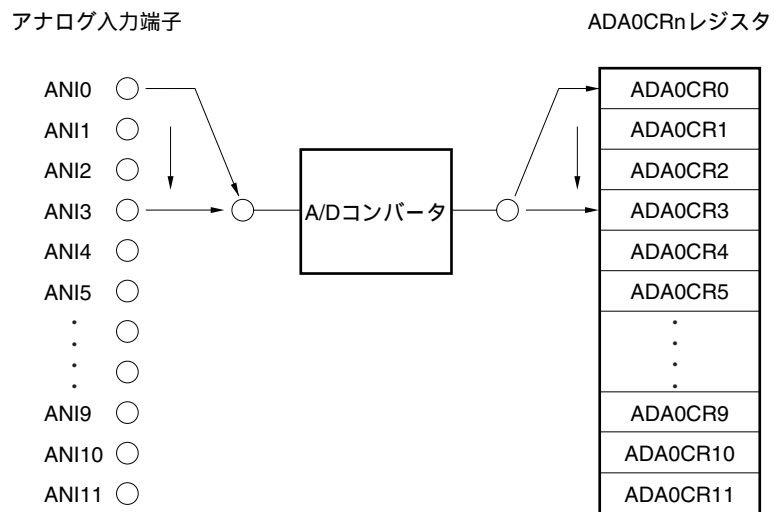 アナログ入力端子
ADA0CRnレジスタ
ANI0
ANI1
ANI2
ANI3
ANI4
ANI5
ANI9
ANI10
ANI11
A/Dコンバータ
ADA0CR0
ADA0CR1
ADA0CR2
ADA0CR3
ADA0CR4
ADA0CR5
ADA0CR9
ADA0CR10
ADA0CR11